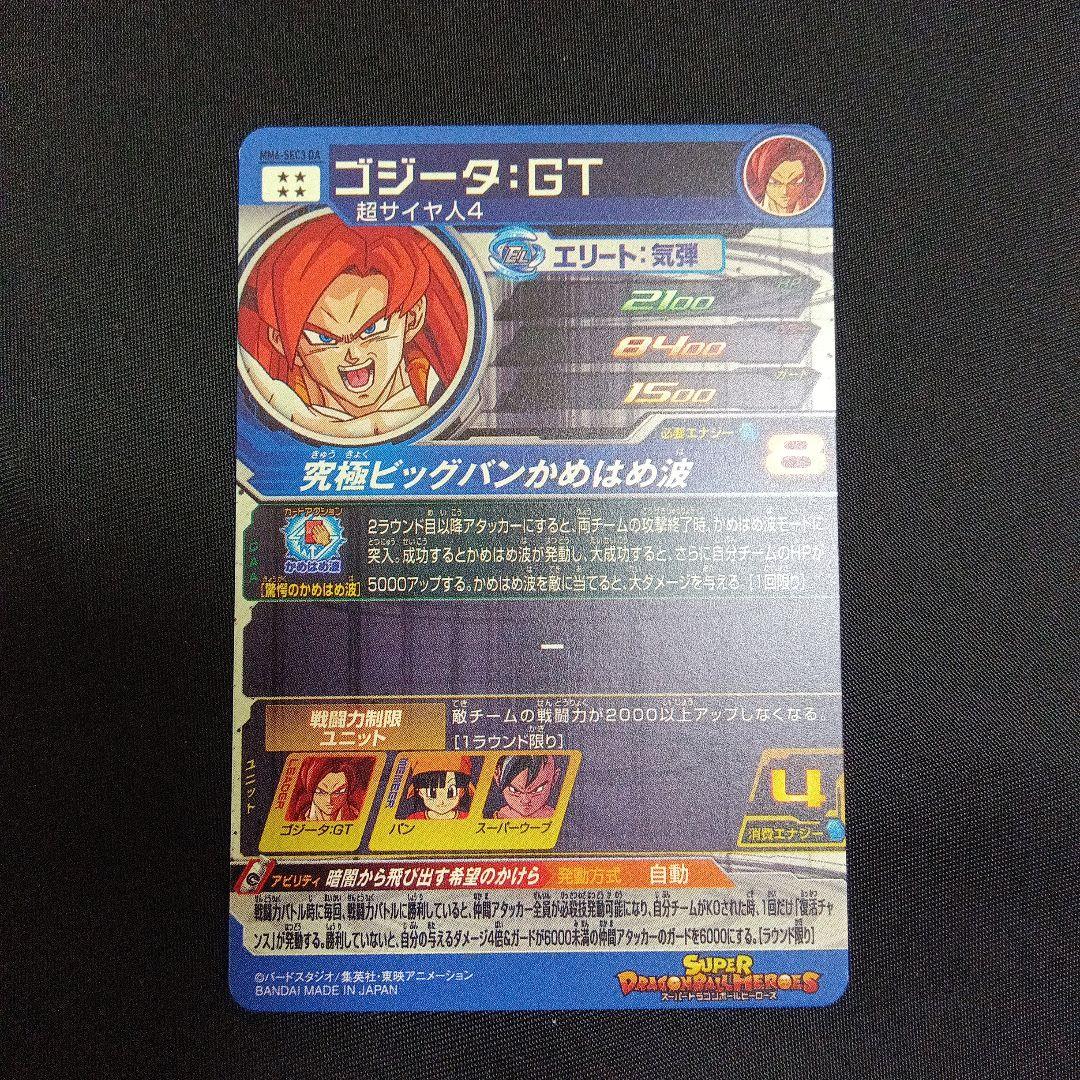 MM4-SEC3 DA
★★
★★
ゴジータ:GT
超サイヤ人4
エリート:気弾
HP
2100
8400
ガード
1500
必要エナジー
8
究極ビッグバンかめはめ波
カードアクション
かめはめ波
CAA
[驚愕のかめはめ波]
2ラウンド目以降アタッカーにすると、両チームの攻撃終了時、かめはめ波モードに
突入。成功するとかめはめ波が発動し、大成功すると、さらに自分チームのHPが
5000アップする。かめはめ波を敵に当てると、大ダメージを与える。[1回限り]
—
ユニット
戦闘力制限
ユニット
敵チームの戦闘力が2000以上アップしなくなる。
[1ラウンド限り]
LEADER
ゴジータ:GT
MEMBER
パン
スーパーウーブ
4
消費エナジー
アビリティ 暗闇から飛び出す希望のかけら 発動方式 自動
戦闘力バトル時に毎回、戦闘力バトルに勝利していると、仲間アタッカー全員が必殺技発動可能になり、自分チームがKOされた時、1回だけ「復活チャ
ンス」が発動する。勝利していないと、自分の与えるダメージ4倍&ガードが6000未満の仲間アタッカーのガードを6000にする。[ラウンド限り]
©バードスタジオ/集英社・東映アニメーション
BANDAI MADE IN JAPAN
SUPER
DRAGONBALL HEROES
スーパードラゴンボールヒーローズ